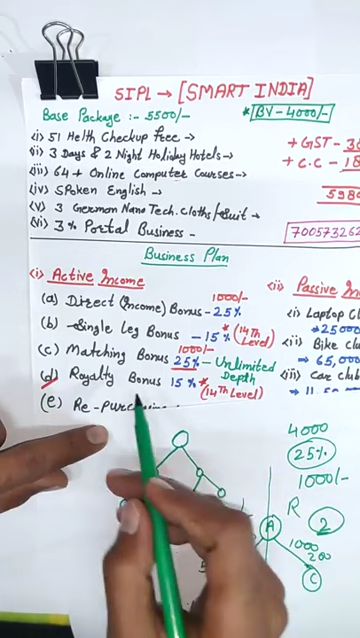 SIPL → [SMART INDIA]
Base Package :- 5500/-
* BV - 4000/-
(i) 51 Helth Checkup free →
(ii) 3 Days & 2 Night Holiday Hotels →
(iii) 64 + Online Computer Courses →
(iv) Spoken English →
(v) 3 German Nano Tech. Cloths/Suit →
(vi) 3% Portal Business -
+ GST -
+ C.C -
700573262
Business Plan
(i) Active Income
(a) Direct (Income) Bonus - 25% 1000/-
(b) Single Leg Bonus - 15% * (14th Level)
(c) Matching Bonus 25% 1000/- - Unlimited Depth
(d) Royalty Bonus 15% * (14th Level)
(e)
(ii) Passive
(i) Laptop
(ii) Bike
→ 65,000
(iii) Car
4000
25%
1000/-
R
2
A
1000
200
C